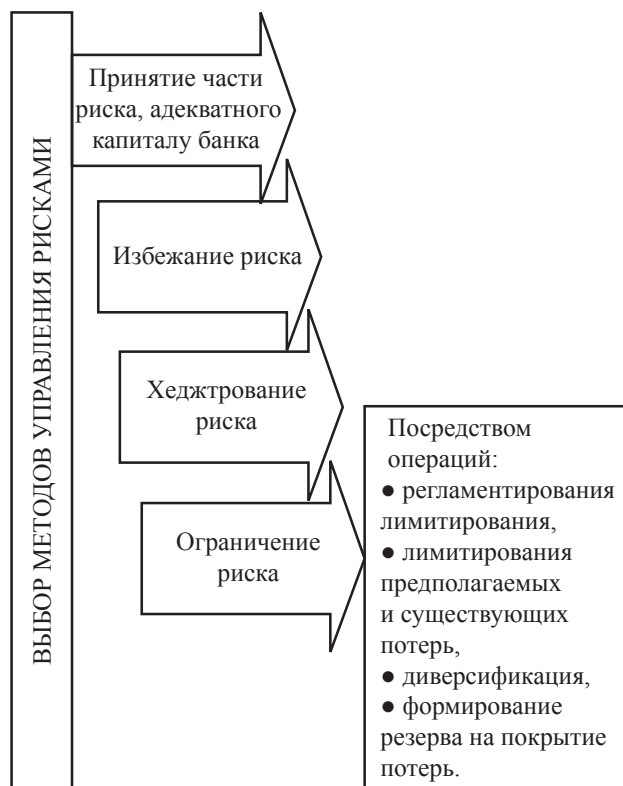 ВЫБОР МЕТОДОВ УПРАВЛЕНИЯ РИСКАМИ
Принятие части
риска, адекватного
капиталу банка
Избежание риска
Хеджтрование
риска
Ограничение
риска
Посредством
операций:
● регламентирования
лимитирования,
● лимитирования
предполагаемых
и существующих
потерь,
● диверсификация,
● формирование
резерва на покрытие
потерь.